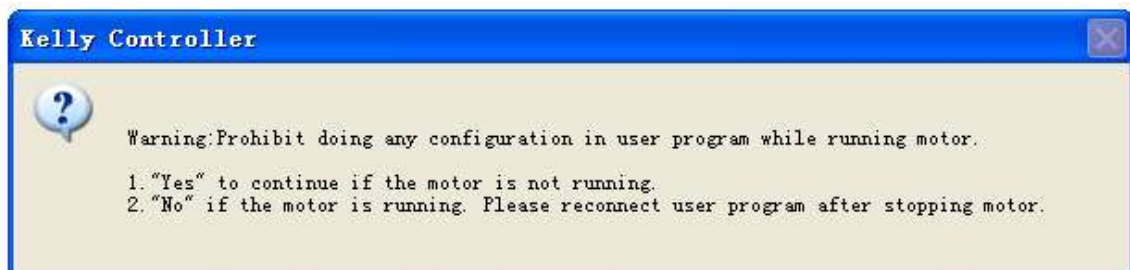 Kelly Controller
Warning:Prohibit doing any configuration in user program while running motor.
1."Yes" to continue if the motor is not running.
2."No" if the motor is running. Please reconnect user program after stopping motor.